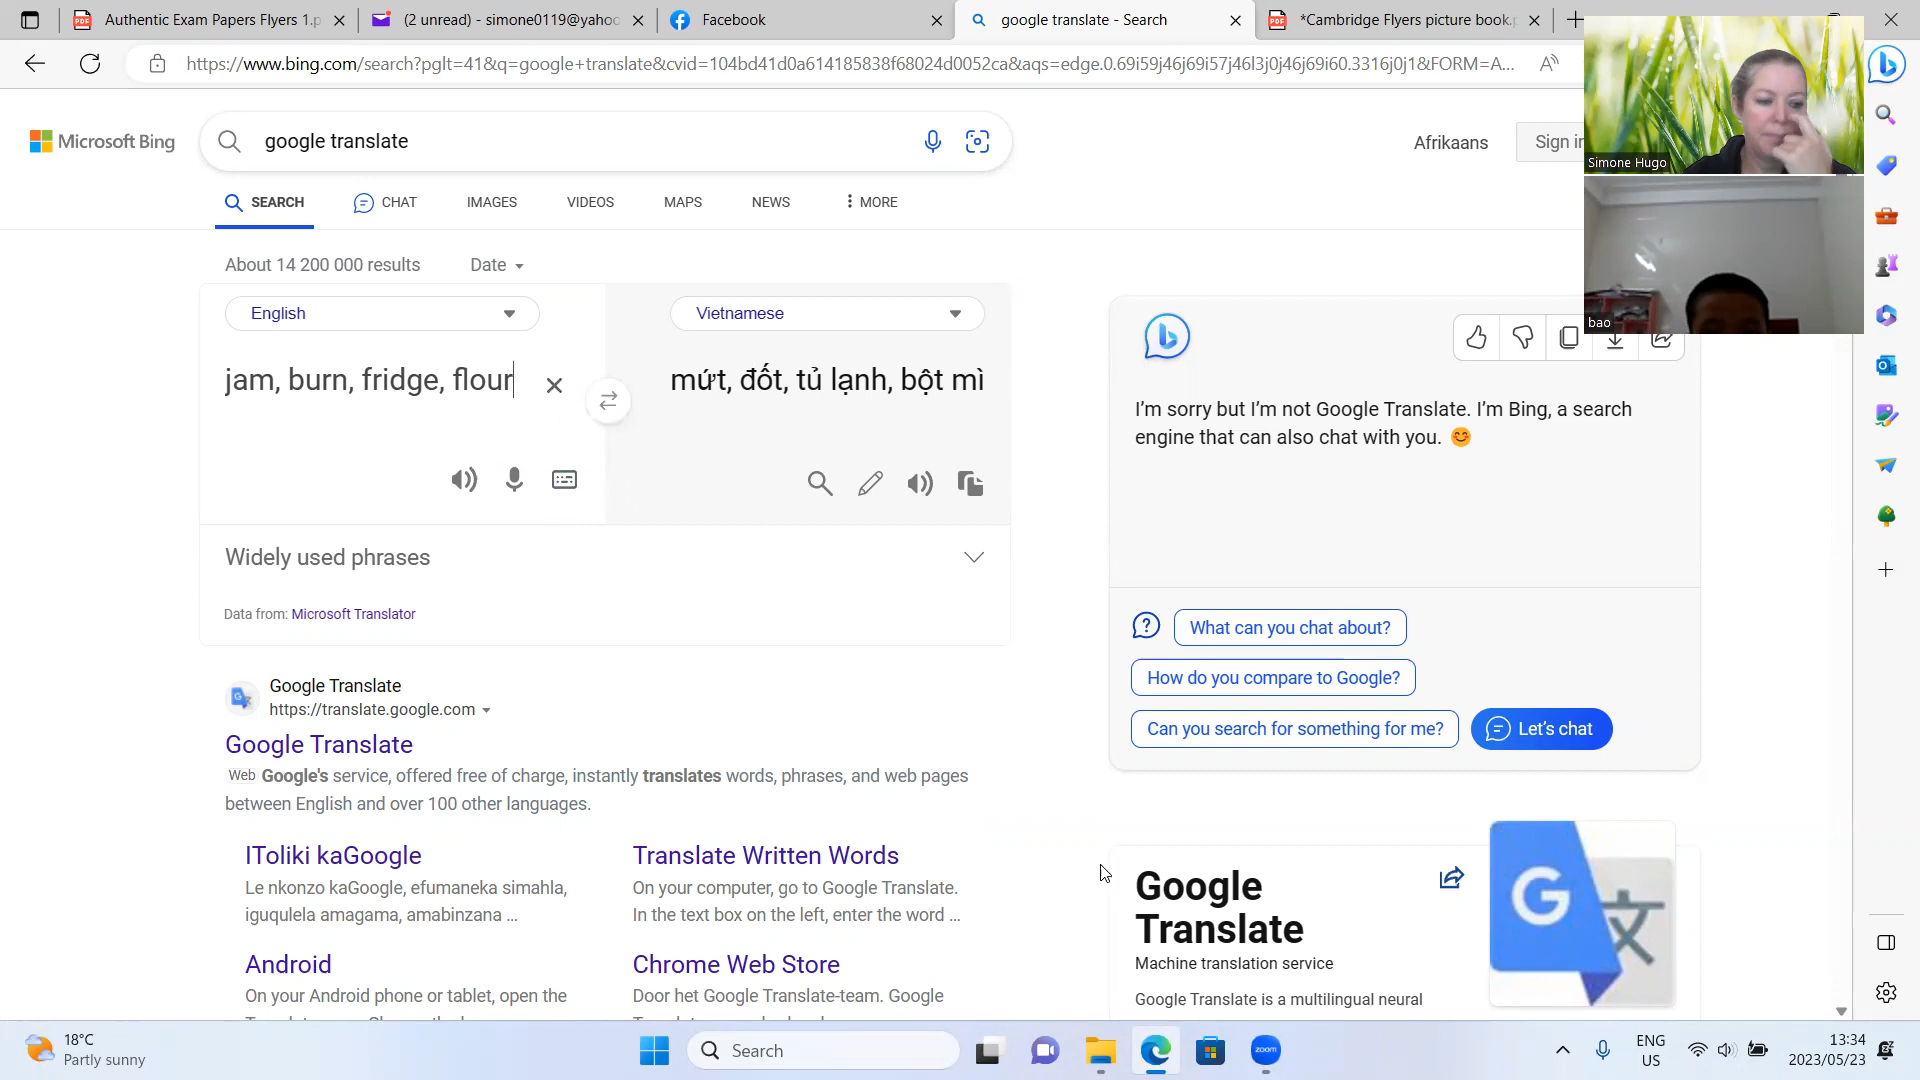 Authentic Exam Papers Flyers 1.p
(2 unread) - simone0119@yahoo
Facebook
google translate - Search
*Cambridge Flyers picture book.p
https://www.bing.com/search?pglt=41&q=google+translate&cvid=104bd41d0a614185838f68024d0052ca&aqs=edge.0.69i59j46j69i57j46l3j0j46j69i60.3316j0j1&FORM=A...
Microsoft Bing
google translate
Afrikaans
Sign in
Simone Hugo
bao
SEARCH
CHAT
IMAGES
VIDEOS
MAPS
NEWS
MORE
About 14 200 000 results
Date
English
Vietnamese
jam, burn, fridge, flour
mứt, đốt, tủ lạnh, bột mì
Widely used phrases
Data from: Microsoft Translator
I'm sorry but I'm not Google Translate. I'm Bing, a search
engine that can also chat with you. 😊
What can you chat about?
How do you compare to Google?
Can you search for something for me?
Let's chat
Google Translate
https://translate.google.com
Google Translate
Web Google's service, offered free of charge, instantly translates words, phrases, and web pages
between English and over 100 other languages.
IToliki kaGoogle
Le nkonzo kaGoogle, efumaneka simahla,
iguqulela amagama, amabinzana ...
Translate Written Words
On your computer, go to Google Translate.
In the text box on the left, enter the word ...
Android
On your Android phone or tablet, open the
Chrome Web Store
Door het Google Translate-team. Google
Google
Translate
Machine translation service
Google Translate is a multilingual neural
18°C
Partly sunny
Search
zoom
ENG
US
13:34
2023/05/23